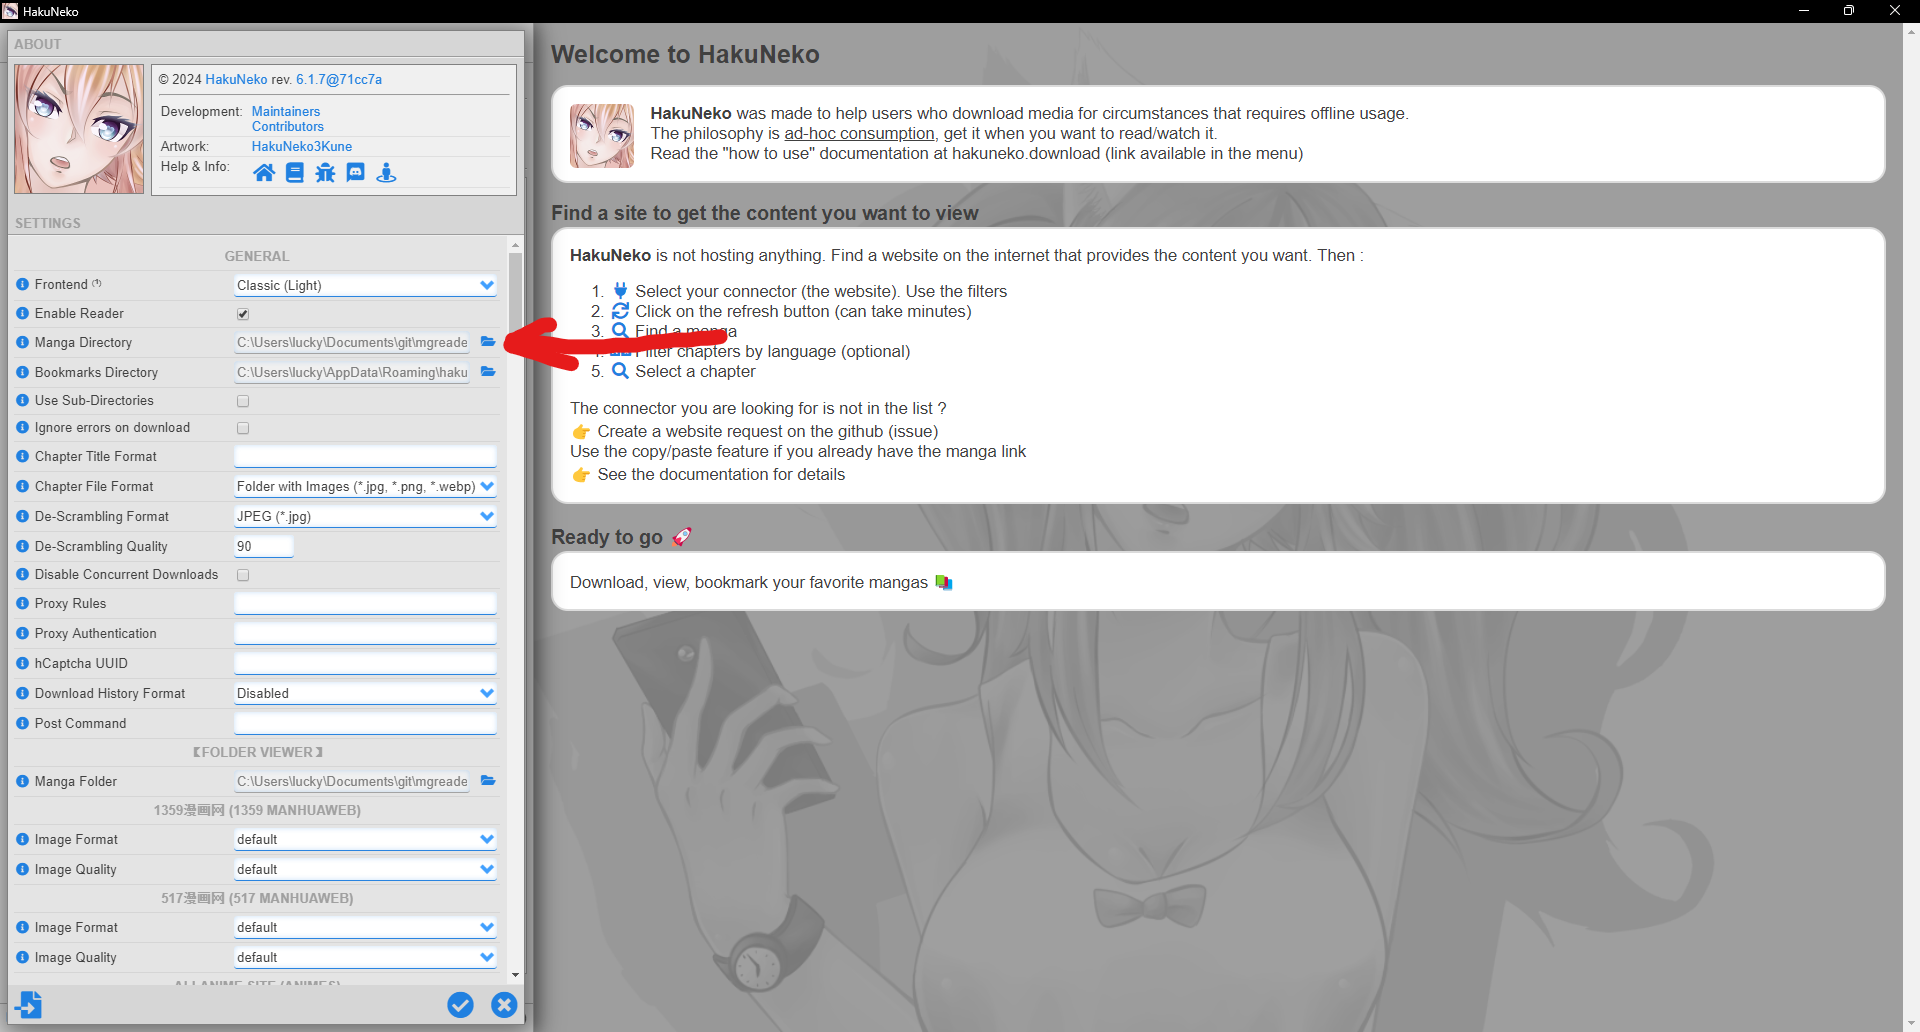 HakuNeko
ABOUT
© 2024 HakuNeko rev. 6.1.7@71cc7a
Development: Maintainers
Contributors
Artwork: HakuNeko3Kune
Help & Info:
SETTINGS
GENERAL
Frontend (¹) Classic (Light)
Enable Reader
Manga Directory C:\Users\lucky\Documents\git\mgreade
Bookmarks Directory C:\Users\lucky\AppData\Roaming\haku
Use Sub-Directories
Ignore errors on download
Chapter Title Format
Chapter File Format Folder with Images (*.jpg, *.png, *.webp)
De-Scrambling Format JPEG (*.jpg)
De-Scrambling Quality 90
Disable Concurrent Downloads
Proxy Rules
Proxy Authentication
hCaptcha UUID
Download History Format Disabled
Post Command
【FOLDER VIEWER】
Manga Folder C:\Users\lucky\Documents\git\mgreade
1359漫画网 (1359 MANHUAWEB)
Image Format default
Image Quality default
517漫画网 (517 MANHUAWEB)
Image Format default
Image Quality default
ALLANIME SITE (ANIMES)
Welcome to HakuNeko
HakuNeko was made to help users who download media for circumstances that requires offline usage.
The philosophy is ad-hoc consumption, get it when you want to read/watch it.
Read the "how to use" documentation at hakuneko.download (link available in the menu)
Find a site to get the content you want to view
HakuNeko is not hosting anything. Find a website on the internet that provides the content you want. Then :
1. Select your connector (the website). Use the filters
2. Click on the refresh button (can take minutes)
3. Find a manga
4. Filter chapters by language (optional)
5. Select a chapter
The connector you are looking for is not in the list ?
👉 Create a website request on the github (issue)
Use the copy/paste feature if you already have the manga link
👉 See the documentation for details
Ready to go 🚀
Download, view, bookmark your favorite mangas